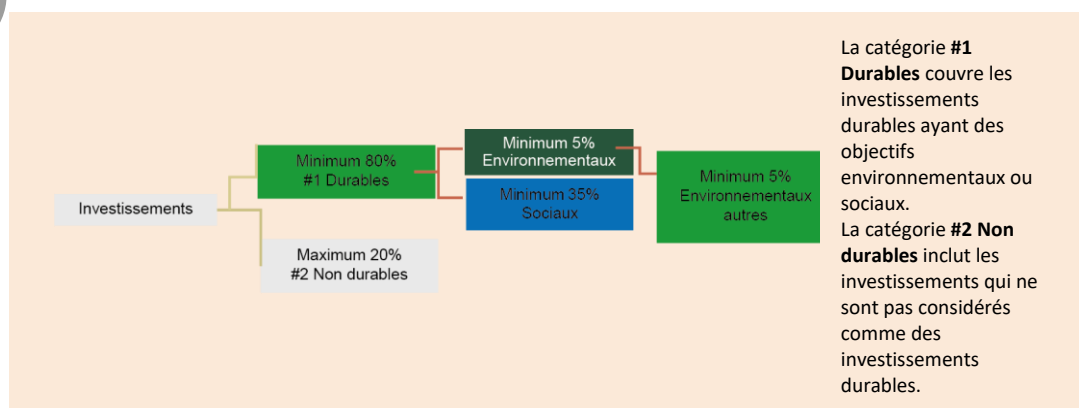 Investissements
Minimum 80%
#1 Durables
Maximum 20%
#2 Non durables
Minimum 5%
Environnementaux
Minimum 35%
Sociaux
Minimum 5%
Environnementaux
autres
La catégorie #1
Durables couvre les
investissements
durables ayant des
objectifs
environnementaux ou
sociaux.
La catégorie #2 Non
durables inclut les
investissements qui ne
sont pas considérés
comme des
investissements
durables.